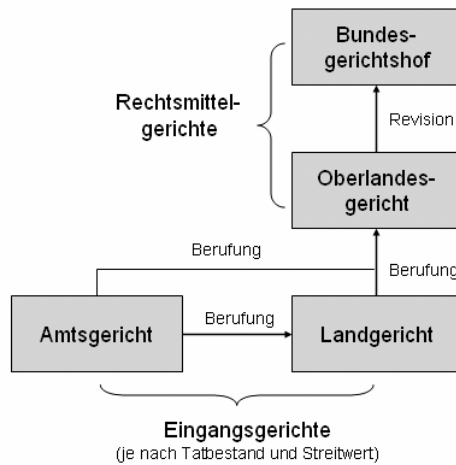 Bundes-
gerichtshof
Rechtsmittel-
gerichte
Revision
Oberlandes-
gericht
Berufung
Berufung
Amtsgericht
Berufung
Landgericht
Eingangsgerichte
(je nach Tatbestand und Streitwert)